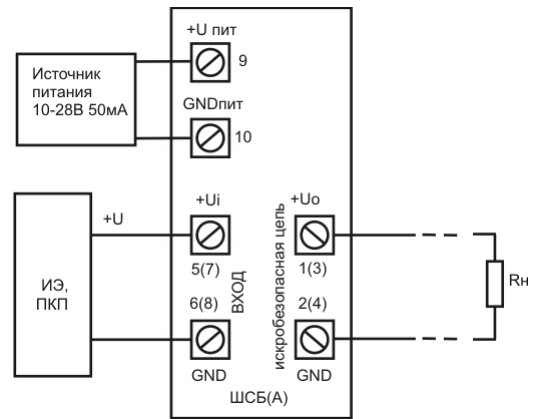 +U пит
9
Источник
питания
10-28В 50мА
GNDпит
10
+Ui
+Uo
+U
5(7)
1(3)
ИЭ,
ПКП
ВХОД
искробезопасная цепь
Rн
6(8)
2(4)
GND
GND
ШСБ(А)